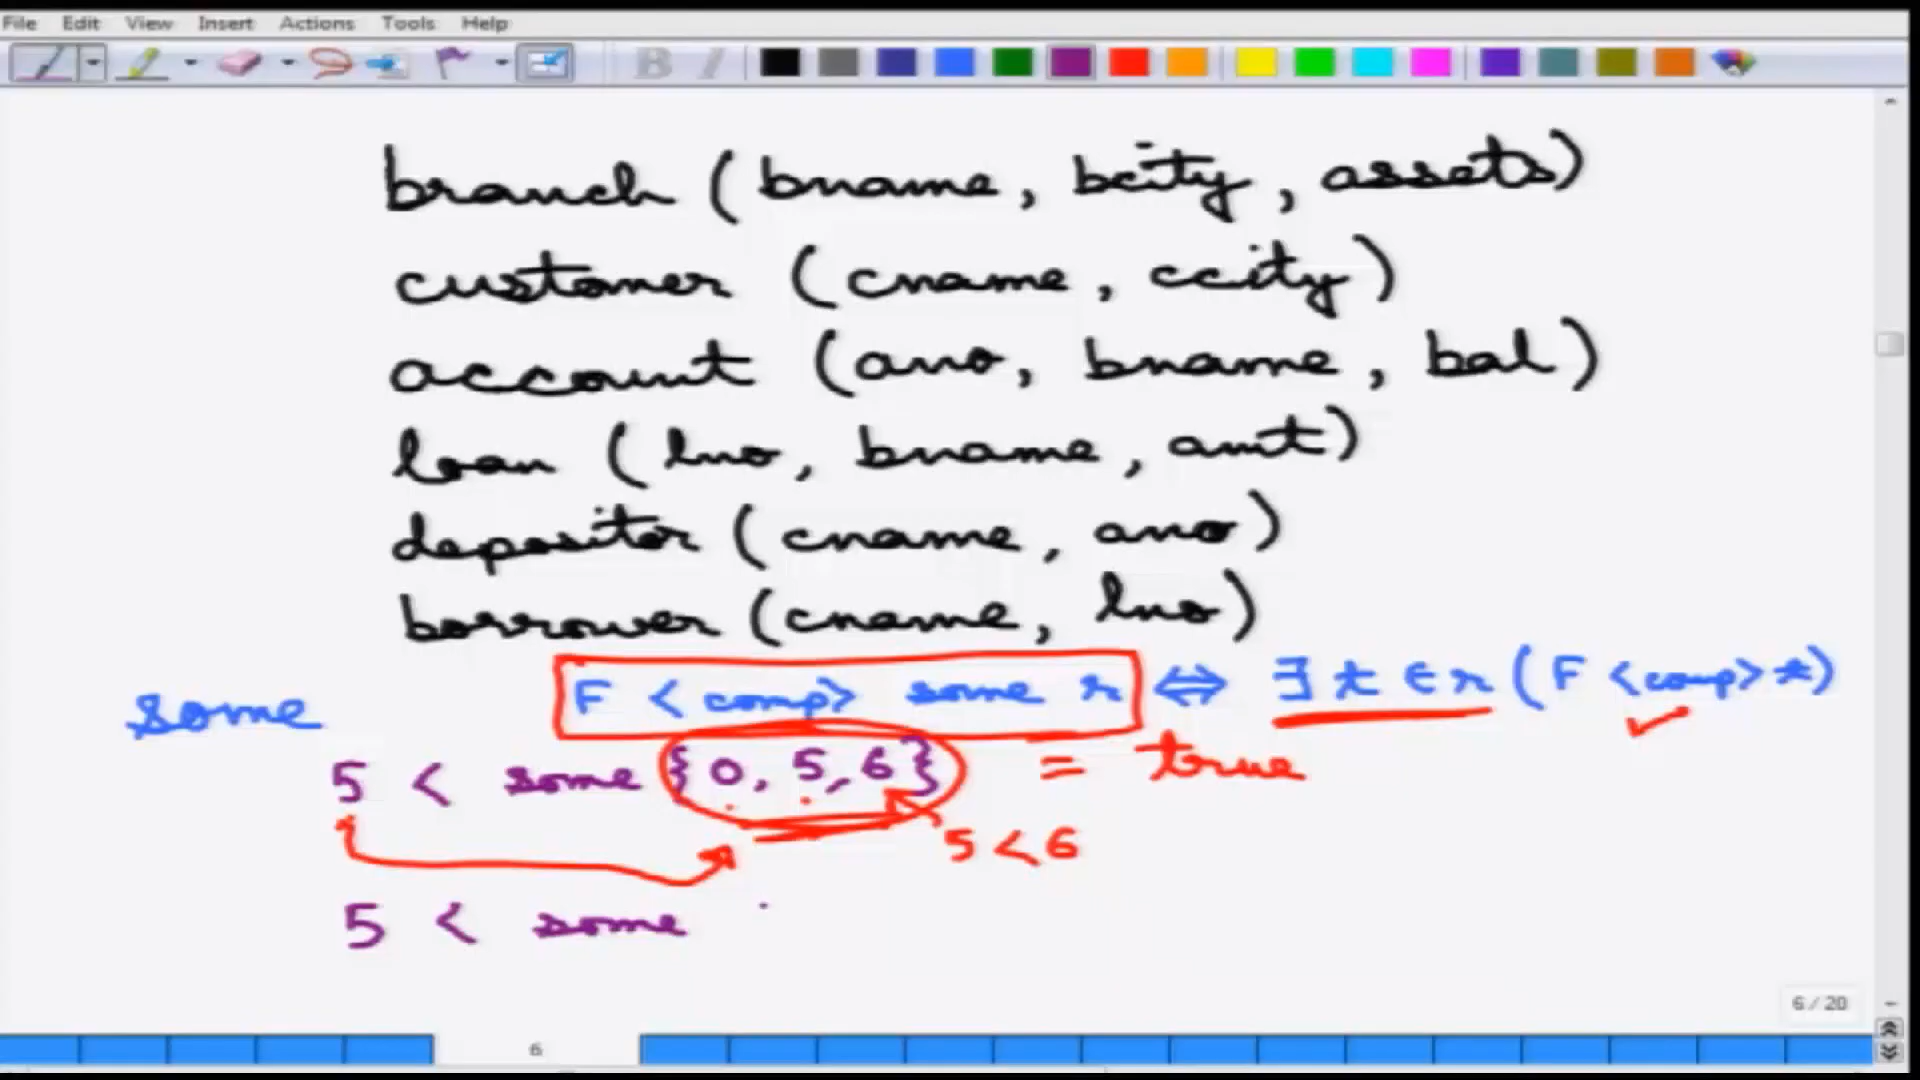 File Edit View Insert Actions Tools Help
B I
branch (bname, bcity, assets)
customer (cname, ccity)
account (ano, bname, bal)
loan (lno, bname, amt)
depositor (cname, ano)
borrower (cname, lno)
some F <comp> some r ⇔ ∃ t ∈ r (F <comp> t)
5 < some {0, 5, 6} = true
5 < 6
5 < some
6 / 20
6